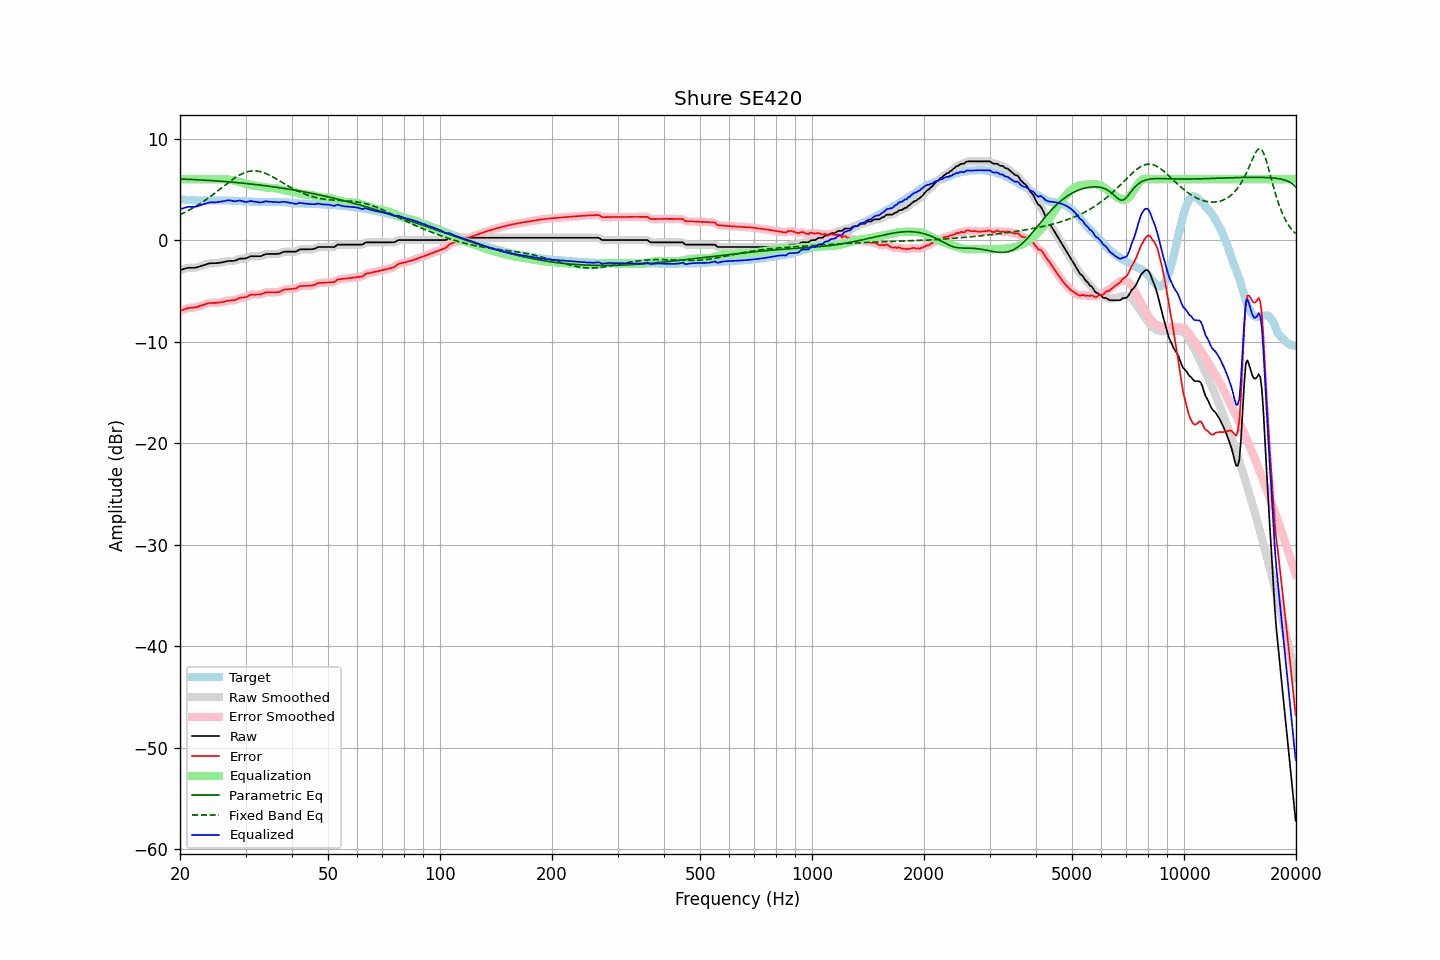 Shure SE420
Amplitude (dBr)
10
0
−10
−20
−30
−40
−50
−60
Target
Raw Smoothed
Error Smoothed
Raw
Error
Equalization
Parametric Eq
Fixed Band Eq
Equalized
20 50 100 200 500 1000 2000 5000 10000 20000
Frequency (Hz)